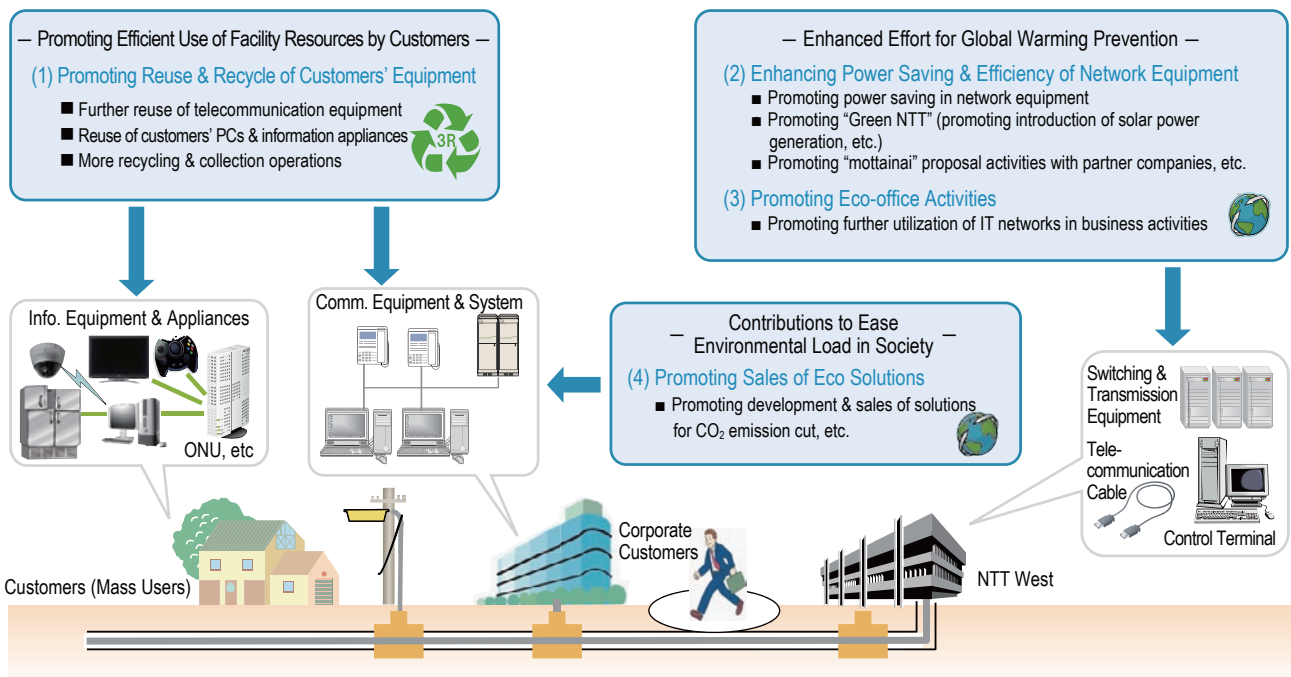 — Promoting Efficient Use of Facility Resources by Customers —
(1) Promoting Reuse & Recycle of Customers’ Equipment
■ Further reuse of telecommunication equipment
■ Reuse of customers’ PCs & information appliances
■ More recycling & collection operations
3R
— Enhanced Effort for Global Warming Prevention —
(2) Enhancing Power Saving & Efficiency of Network Equipment
■ Promoting power saving in network equipment
■ Promoting “Green NTT” (promoting introduction of solar power
generation, etc.)
■ Promoting “mottainai” proposal activities with partner companies, etc.
(3) Promoting Eco-office Activities
■ Promoting further utilization of IT networks in business activities
Info. Equipment & Appliances
ONU, etc
Comm. Equipment & System
— Contributions to Ease
Environmental Load in Society —
(4) Promoting Sales of Eco Solutions
■ Promoting development & sales of solutions
for CO₂ emission cut, etc.
Switching &
Transmission
Equipment
Tele-
communication
Cable
Control Terminal
Customers (Mass Users)
Corporate
Customers
NTT West